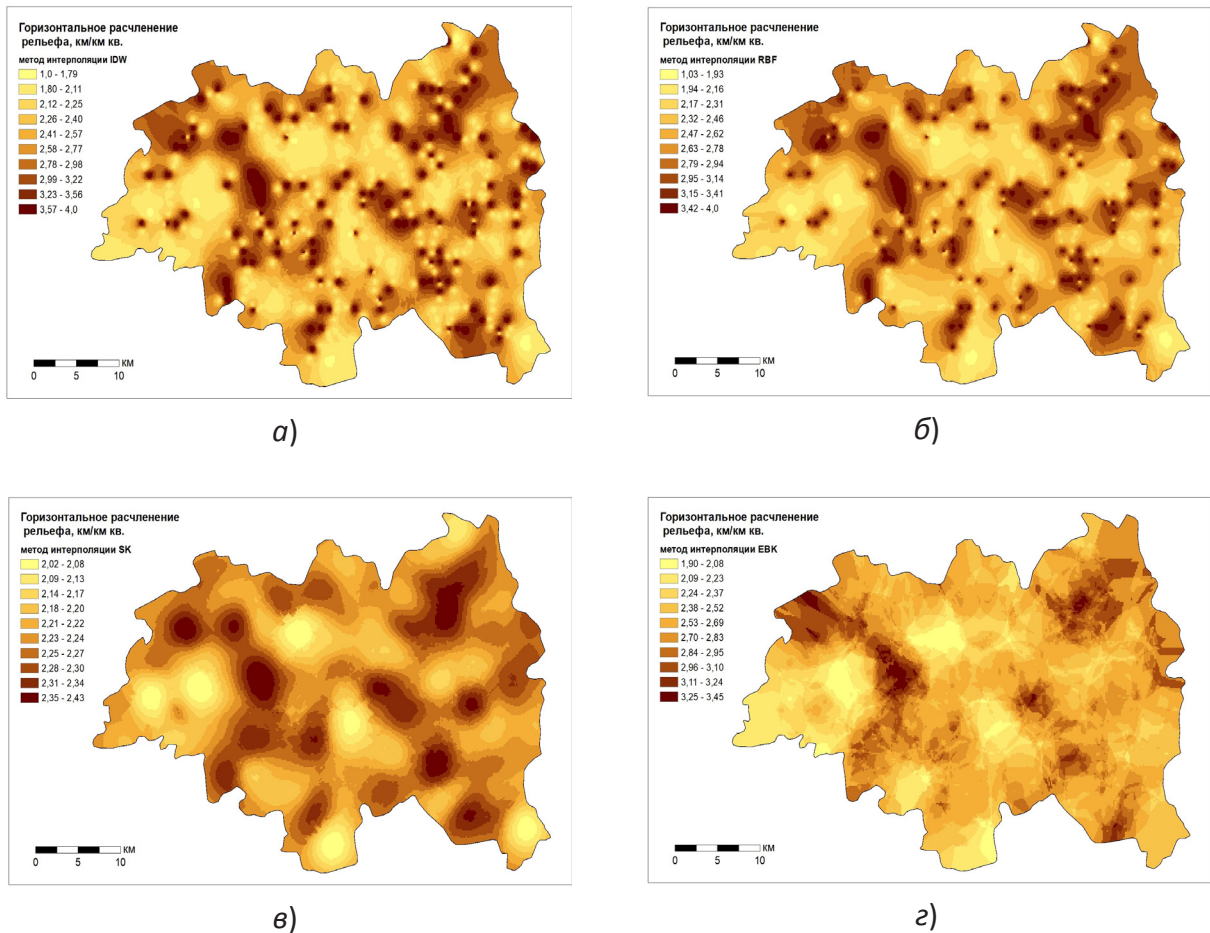 Горизонтальное расчленение
рельефа, км/км кв.
метод интерполяции IDW
1,0 - 1,79
1,80 - 2,11
2,12 - 2,25
2,26 - 2,40
2,41 - 2,57
2,58 - 2,77
2,78 - 2,98
2,99 - 3,22
3,23 - 3,56
3,57 - 4,0
КМ
0 5 10
а)
Горизонтальное расчленение
рельефа, км/км кв.
метод интерполяции RBF
1,03 - 1,93
1,94 - 2,16
2,17 - 2,31
2,32 - 2,46
2,47 - 2,62
2,63 - 2,78
2,79 - 2,94
2,95 - 3,14
3,15 - 3,41
3,42 - 4,0
КМ
0 5 10
б)
Горизонтальное расчленение
рельефа, км/км кв.
метод интерполяции SK
2,02 - 2,08
2,09 - 2,13
2,14 - 2,17
2,18 - 2,20
2,21 - 2,22
2,23 - 2,24
2,25 - 2,27
2,28 - 2,30
2,31 - 2,34
2,35 - 2,43
КМ
0 5 10
в)
Горизонтальное расчленение
рельефа, км/км кв.
метод интерполяции EBK
1,90 - 2,08
2,09 - 2,23
2,24 - 2,37
2,38 - 2,52
2,53 - 2,69
2,70 - 2,83
2,84 - 2,95
2,96 - 3,10
3,11 - 3,24
3,25 - 3,45
КМ
0 5 10
г)